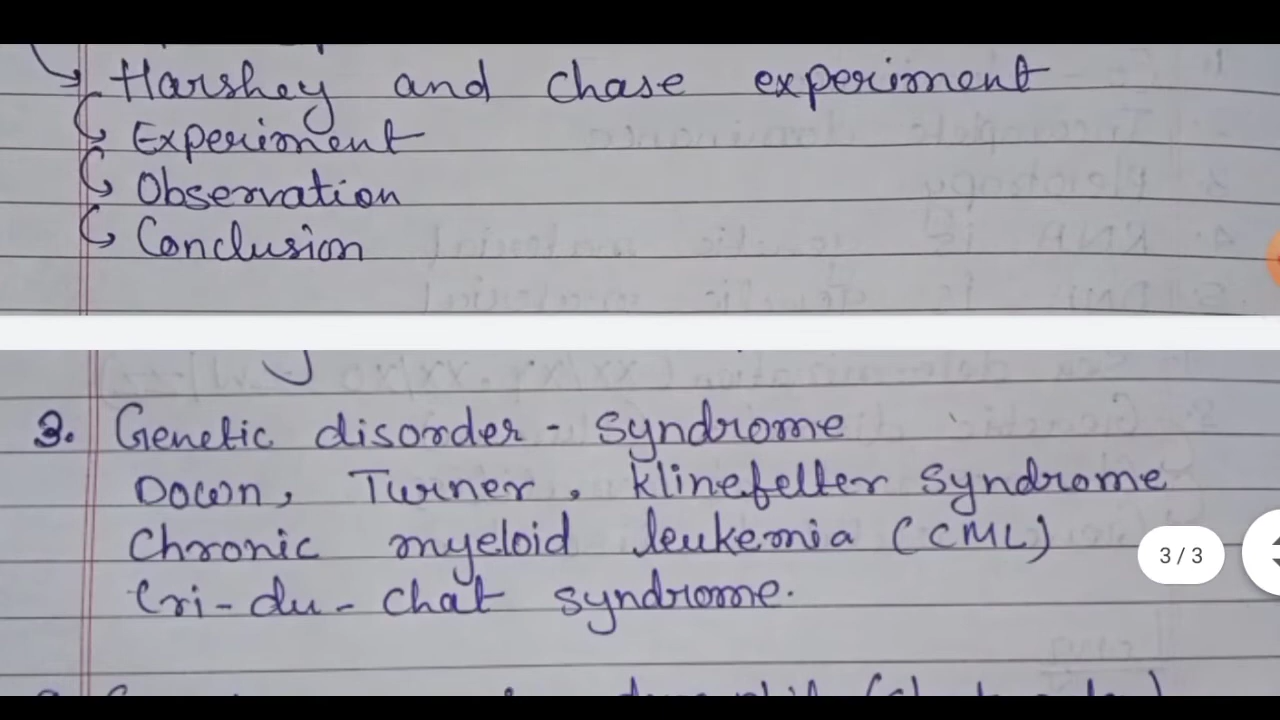 Harshey and chase experiment
Experiment
Observation
Conclusion
3. Genetic disorder - syndrome
Down, Turner, Klinefelter syndrome
Chronic myeloid leukemia (CML)
Cri-du-chat syndrome.
3/3